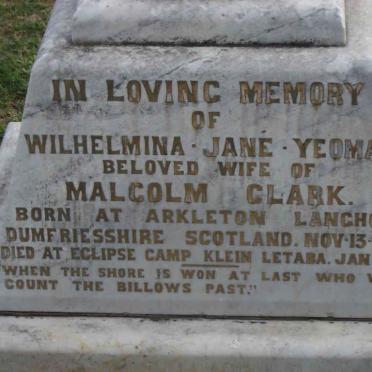 IN LOVING MEMORY
OF
WILHELMINA · JANE · YEOMA
BELOVED WIFE OF
MALCOLM CLARK.
BORN AT ARKLETON LANGHO
DUMFRIESSHIRE SCOTLAND. NOV·13·
DIED AT ECLIPSE CAMP KLEIN LETABA. JAN
"WHEN THE SHORE IS WON AT LAST WHO W
COUNT THE BILLOWS PAST."